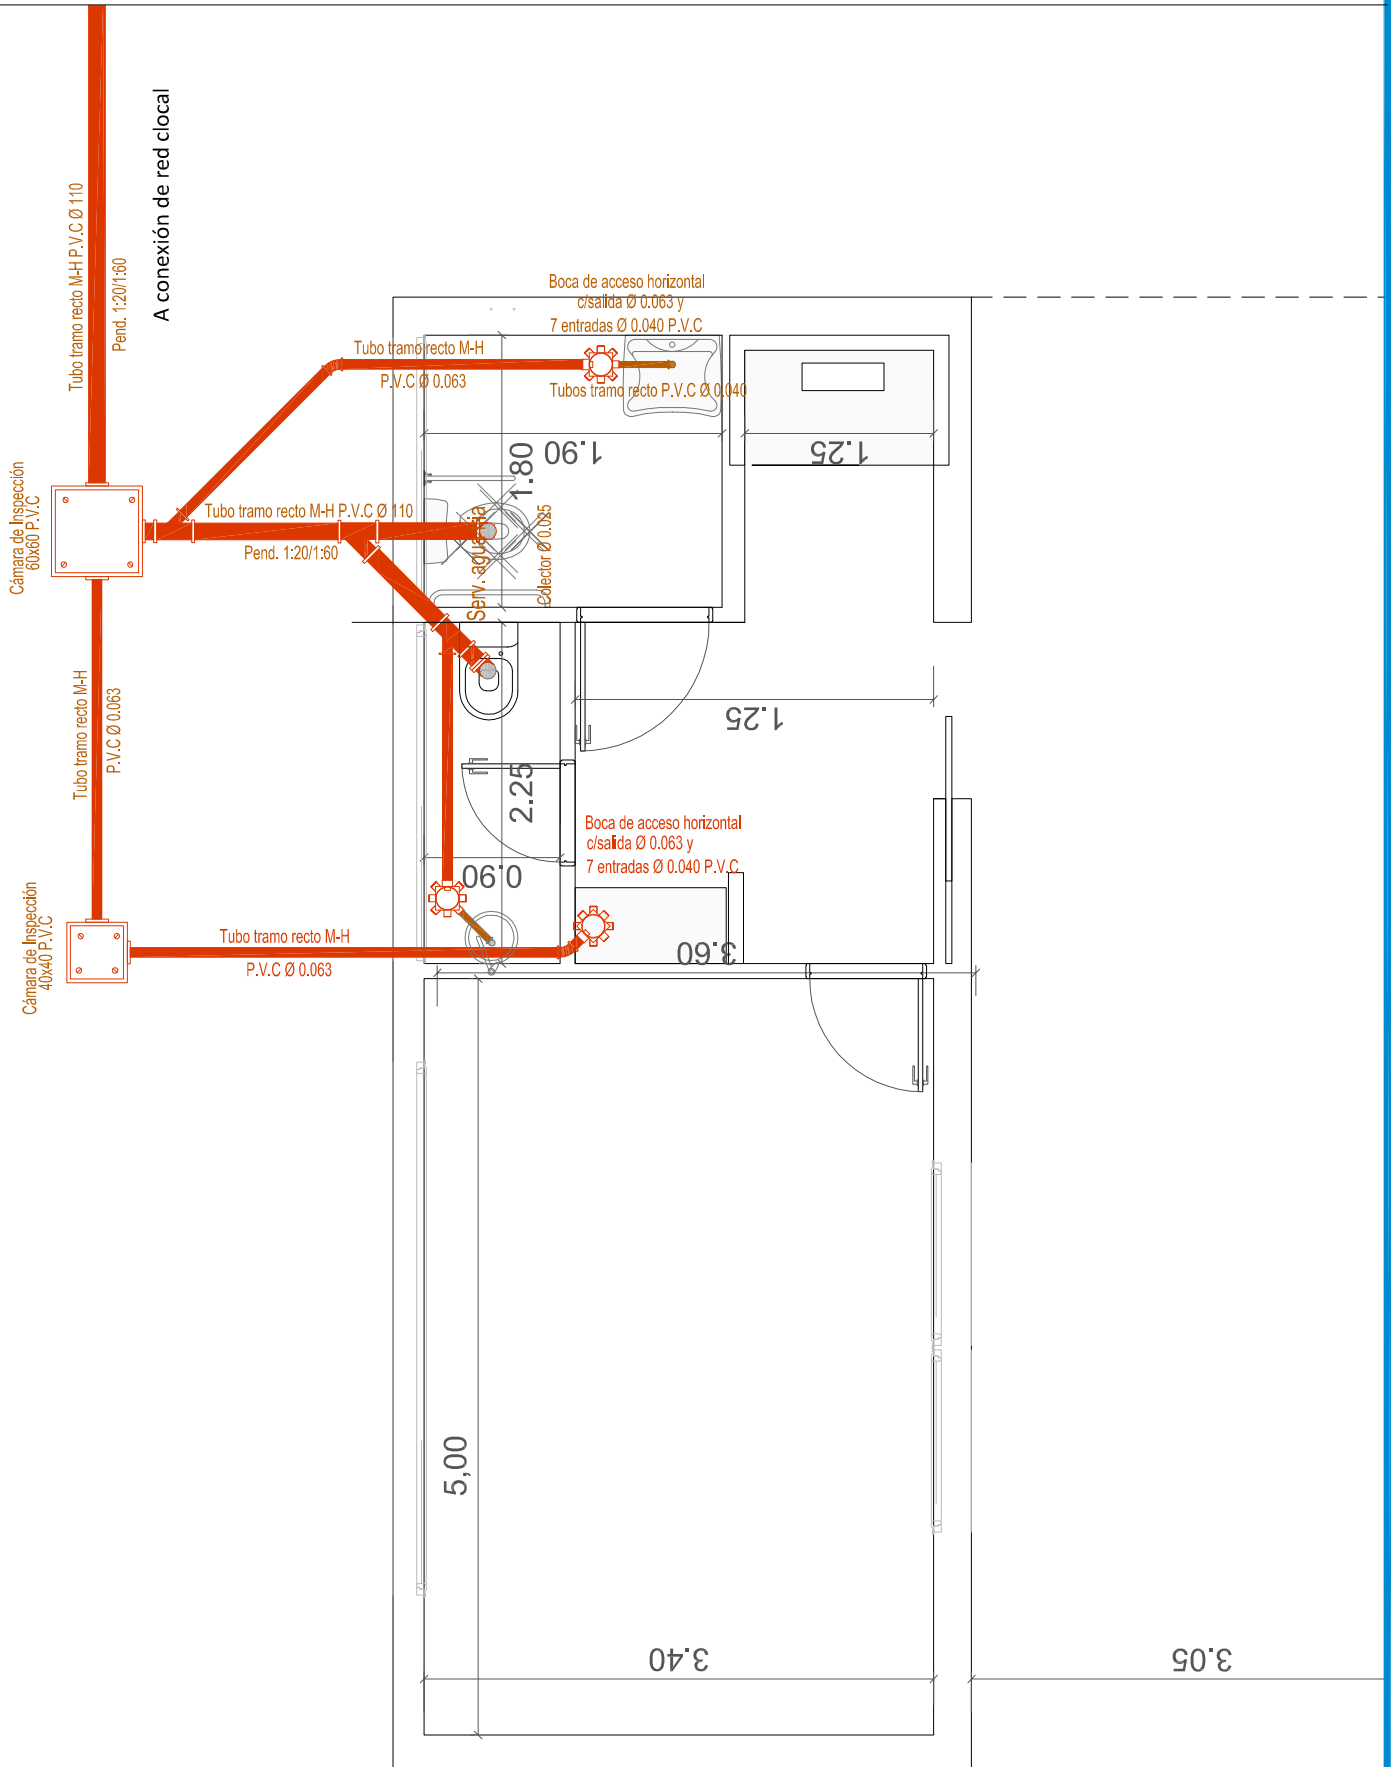 Tubo tramo recto M-H P.V.C Ø 110
Pend. 1:20/1:60
A conexión de red clocal
Boca de acceso horizontal
c/salida Ø 0.063 y
7 entradas Ø 0.040 P.V.C
Tubo tramo recto M-H
P.V.C Ø 0.063
Tubos tramo recto P.V.C Ø 0.040
1.90
1.25
1.80
Cámara de Inspección
60x60 P.V.C
Tubo tramo recto M-H P.V.C Ø 110
Pend. 1:20/1:60
Serv. agua fria
Colector Ø 0.025
Tubo tramo recto M-H
P.V.C Ø 0.063
1.25
2.25
Boca de acceso horizontal
c/salida Ø 0.063 y
7 entradas Ø 0.040 P.V.C
0.90
Cámara de Inspección
40x40 P.V.C
Tubo tramo recto M-H
P.V.C Ø 0.063
3.60
5,00
3.40
3.05